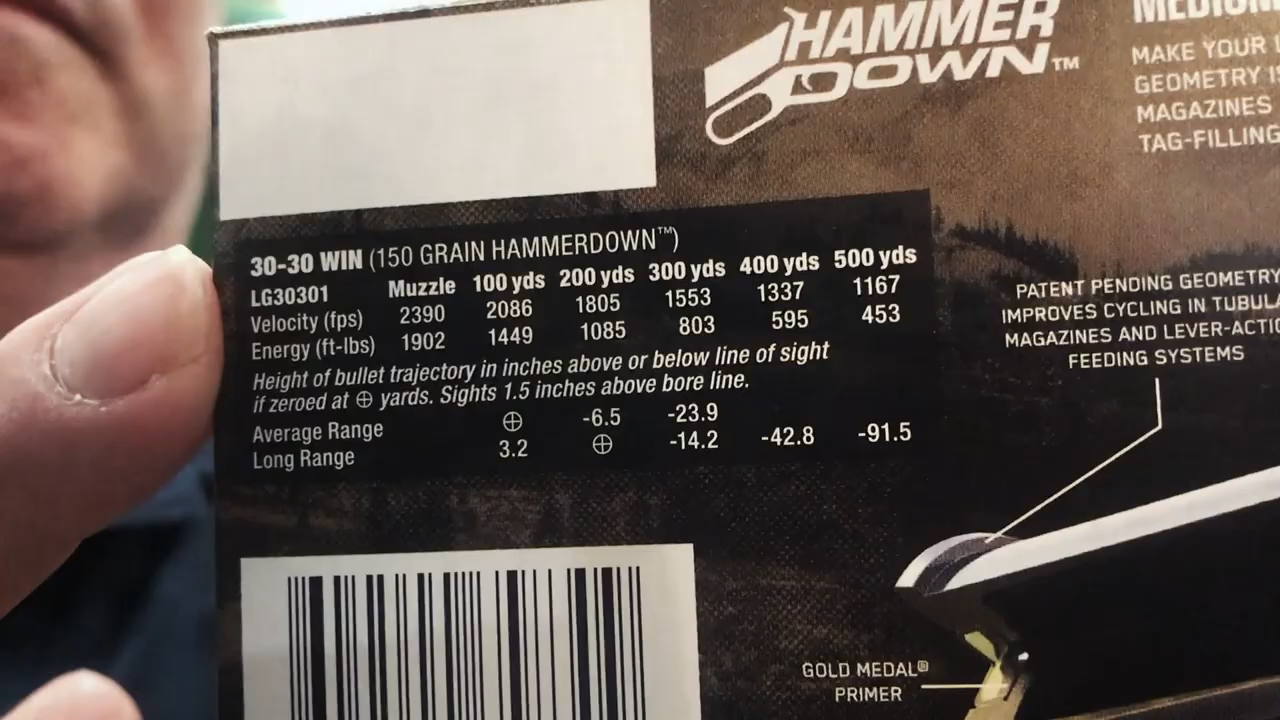 HAMMER
DOWN™
MAKE YOUR
GEOMETRY
MAGAZINES
TAG-FILLING
30-30 WIN (150 GRAIN HAMMERDOWN™)
LG30301 Muzzle 100 yds 200 yds 300 yds 400 yds 500 yds
Velocity (fps) 2390 2086 1805 1553 1337 1167
Energy (ft-lbs) 1902 1449 1085 803 595 453
Height of bullet trajectory in inches above or below line of sight
if zeroed at ⊕ yards. Sights 1.5 inches above bore line.
Average Range ⊕ -6.5 -23.9
Long Range 3.2 ⊕ -14.2 -42.8 -91.5
PATENT PENDING GEOMETRY
IMPROVES CYCLING IN
MAGAZINES AND
FEEDING SYSTEMS
GOLD MEDAL®
PRIMER